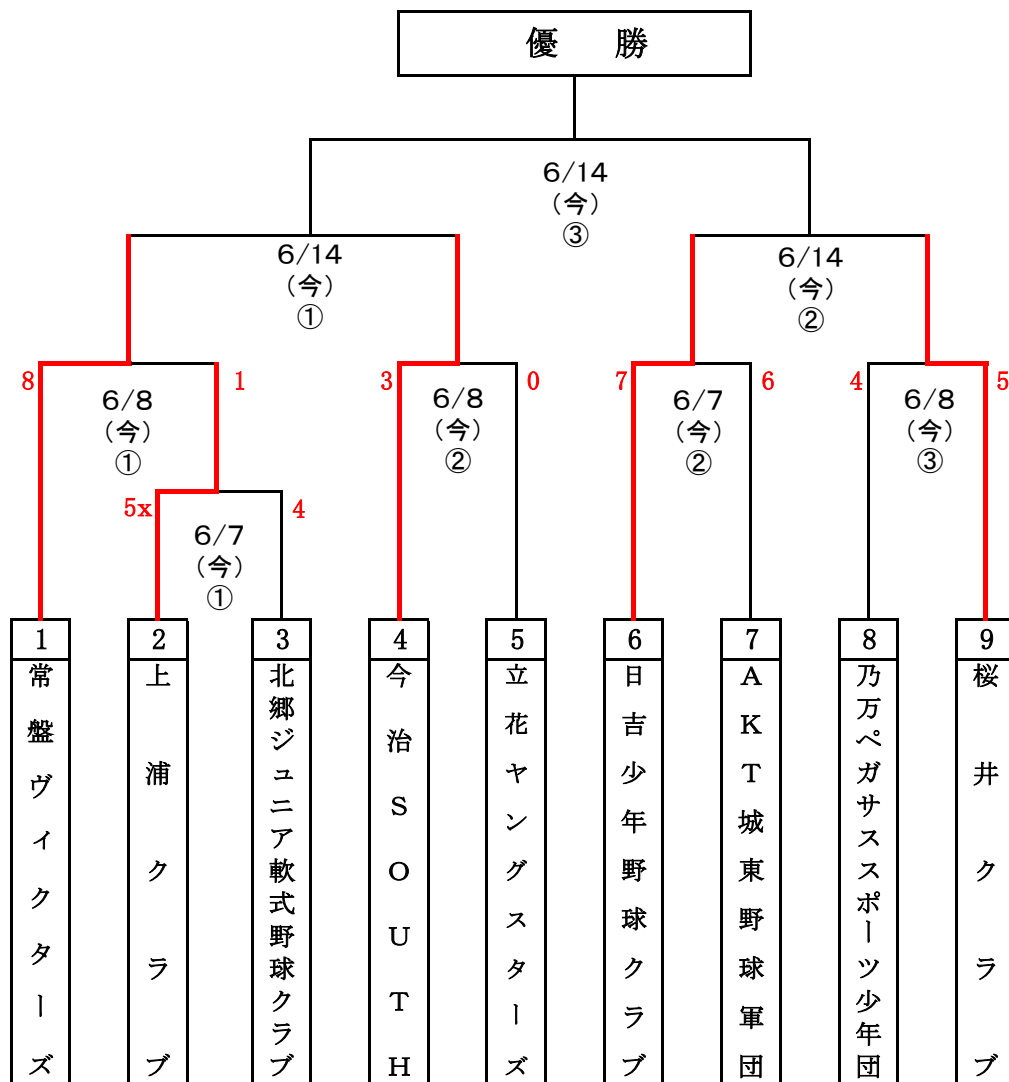 優　勝
6/14
（今）
③
6/14
（今）
①
6/14
（今）
②
8
1
3
0
7
6
4
5
6/8
（今）
①
6/8
（今）
②
6/7
（今）
②
6/8
（今）
③
5x
4
6/7
（今）
①
1
2
3
4
5
6
7
8
9
常盤ヴィクターズ
上浦クラブ
北郷ジュニア軟式野球クラブ
今治SOUTH
立花ヤングスターズ
日吉少年野球クラブ
AKT城東野球軍団
乃万ペガサススポーツ少年団
桜井クラブ